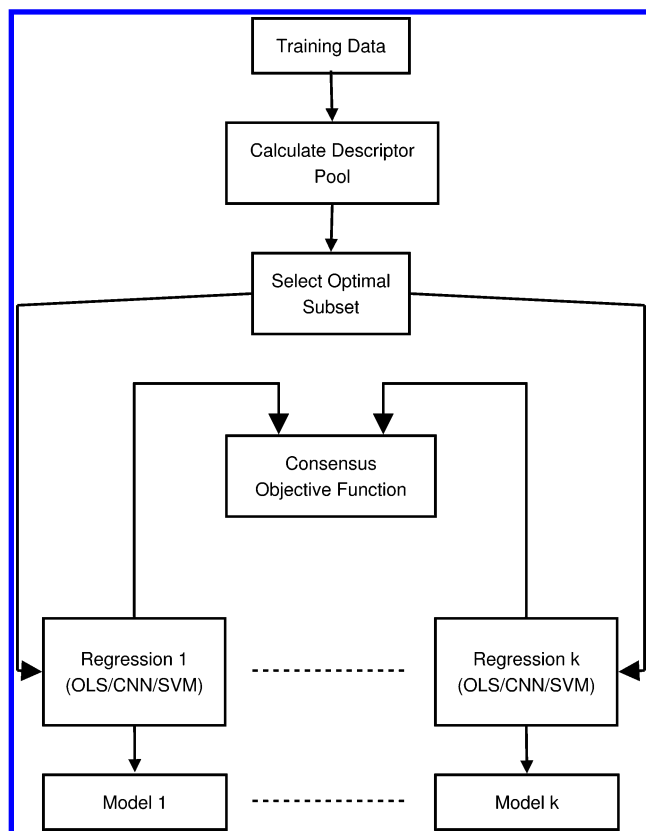 Training Data
Calculate Descriptor
Pool
Select Optimal
Subset
Consensus
Objective Function
Regression 1
(OLS/CNN/SVM)
Regression k
(OLS/CNN/SVM)
Model 1
Model k